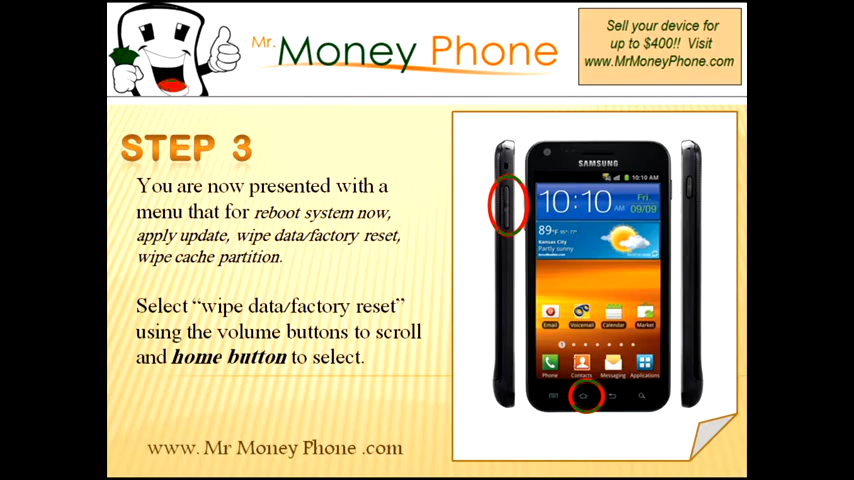 Mr. Money Phone
Sell your device for
up to $400!! Visit
www.MrMoneyPhone.com
STEP 3
You are now presented with a
menu that for reboot system now,
apply update, wipe data/factory reset,
wipe cache partition.
Select “wipe data/factory reset”
using the volume buttons to scroll
and home button to select.
www. Mr Money Phone .com
SAMSUNG
10:10 AM
10:10 AM
Fri,
09/09
89°F
Kansas City
Partly sunny
Email Voicemail Calendar Market
1
Phone Contacts Messaging Applications